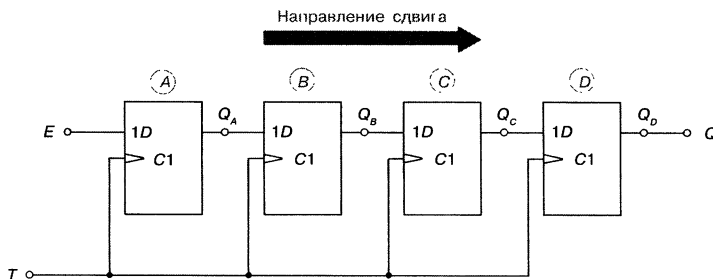 Направление сдвига
A B C D
E 1D Q_A 1D Q_B 1D Q_C 1D Q_D Q
C1 C1 C1 C1
T